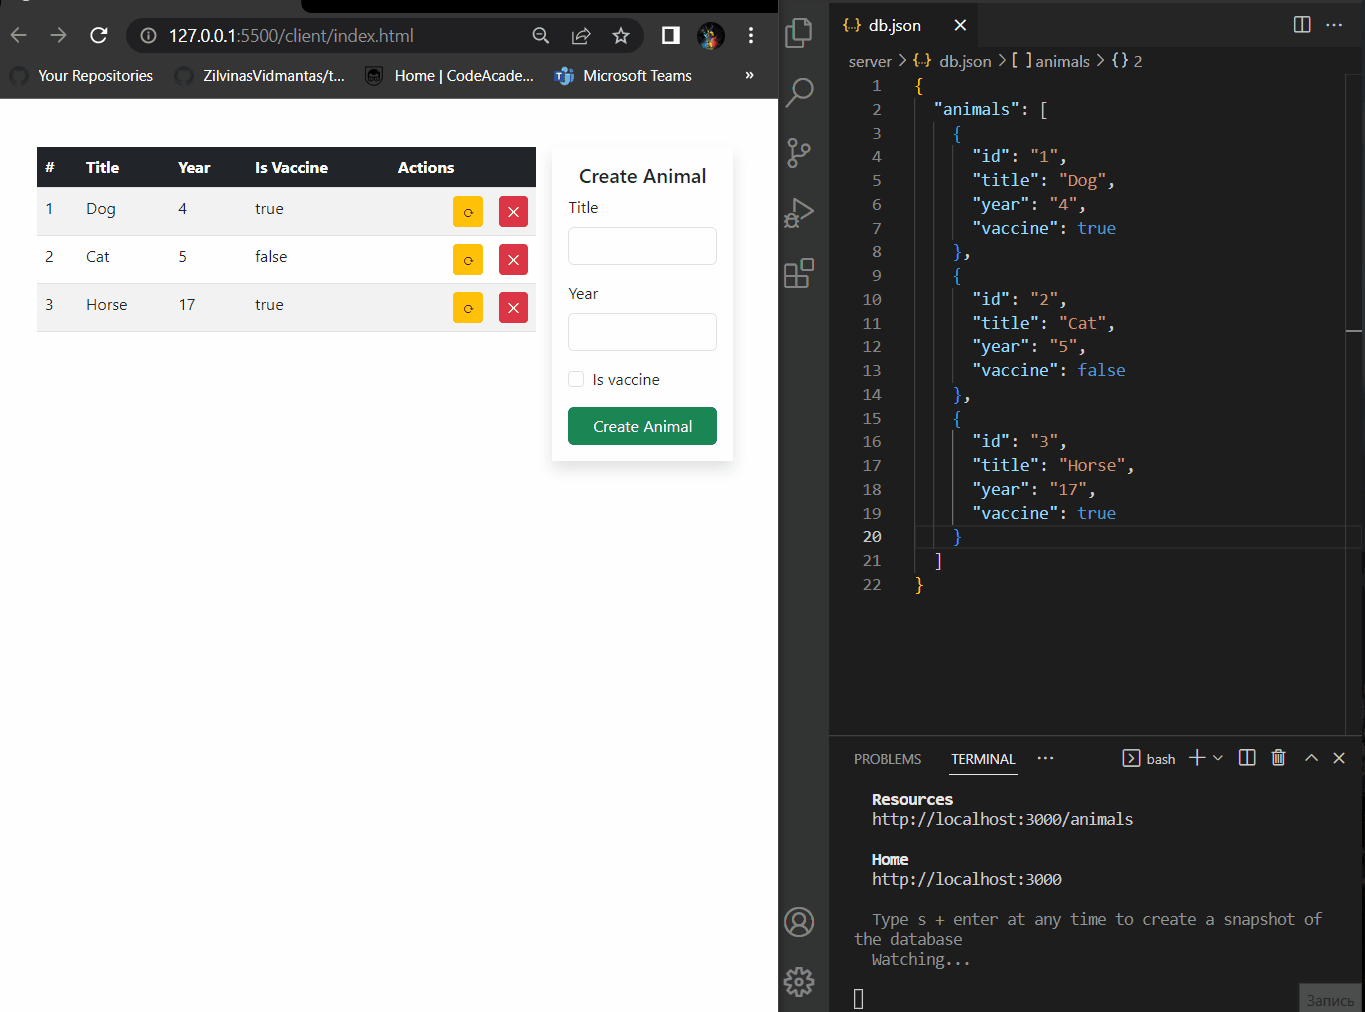 127.0.0.1:5500/client/index.html
Your Repositories
ZilvinasVidmantas/t...
Home | CodeAcade...
Microsoft Teams
»
# Title Year Is Vaccine Actions
1 Dog 4 true
2 Cat 5 false
3 Horse 17 true
Create Animal
Title
Year
Is vaccine
Create Animal
{..} db.json
server > {..} db.json > [ ] animals > {} 2
1 {
2 "animals": [
3 {
4 "id": "1",
5 "title": "Dog",
6 "year": "4",
7 "vaccine": true
8 },
9 {
10 "id": "2",
11 "title": "Cat",
12 "year": "5",
13 "vaccine": false
14 },
15 {
16 "id": "3",
17 "title": "Horse",
18 "year": "17",
19 "vaccine": true
20 }
21 ]
22 }
PROBLEMS TERMINAL ... bash
Resources
http://localhost:3000/animals
Home
http://localhost:3000
Type s + enter at any time to create a snapshot of
the database
Watching...
Запись